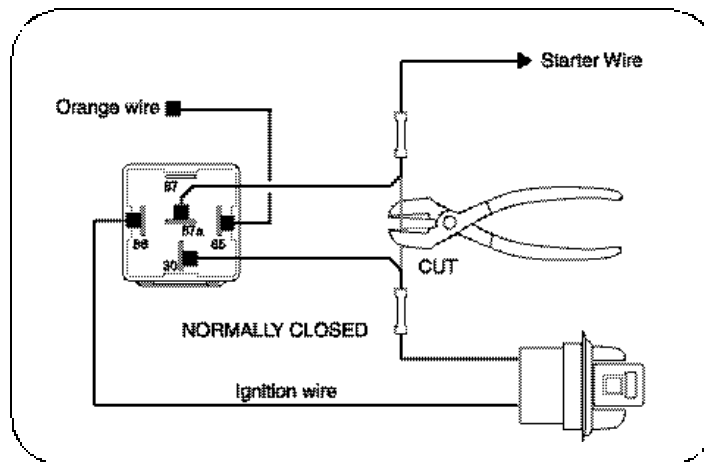 Starter Wire
Orange wire
87
87a
86
85
30
CUT
NORMALLY CLOSED
Ignition wire